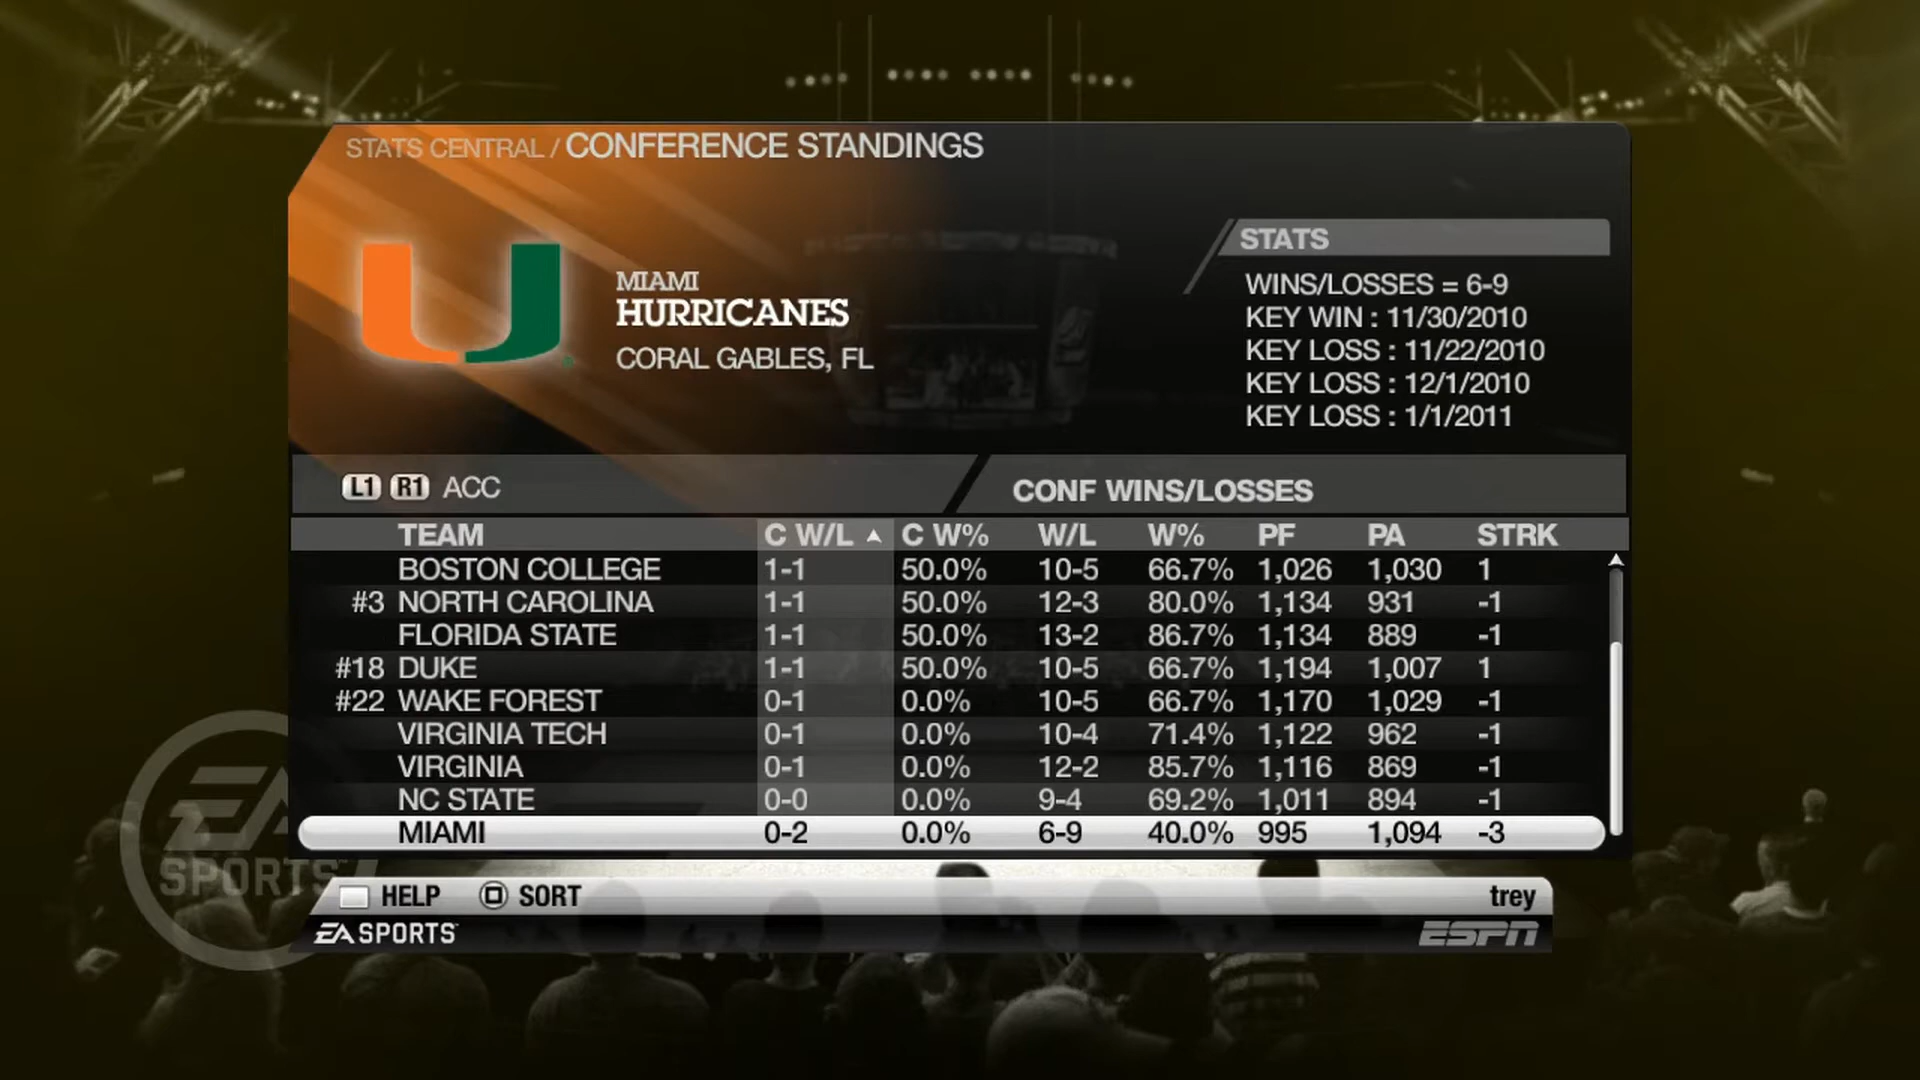 STATS CENTRAL / CONFERENCE STANDINGS
MIAMI
HURRICANES
CORAL GABLES, FL
STATS
WINS/LOSSES = 6-9
KEY WIN : 11/30/2010
KEY LOSS : 11/22/2010
KEY LOSS : 12/1/2010
KEY LOSS : 1/1/2011
L1 R1 ACC CONF WINS/LOSSES
TEAM C W/L C W% W/L W% PF PA STRK
BOSTON COLLEGE 1-1 50.0% 10-5 66.7% 1,026 1,030 1
#3 NORTH CAROLINA 1-1 50.0% 12-3 80.0% 1,134 931 -1
FLORIDA STATE 1-1 50.0% 13-2 86.7% 1,134 889 -1
#18 DUKE 1-1 50.0% 10-5 66.7% 1,194 1,007 1
#22 WAKE FOREST 0-1 0.0% 10-5 66.7% 1,170 1,029 -1
VIRGINIA TECH 0-1 0.0% 10-4 71.4% 1,122 962 -1
VIRGINIA 0-1 0.0% 12-2 85.7% 1,116 869 -1
NC STATE 0-0 0.0% 9-4 69.2% 1,011 894 -1
MIAMI 0-2 0.0% 6-9 40.0% 995 1,094 -3
EA
SPORTS™
HELP SORT trey
EA SPORTS™ ESPN